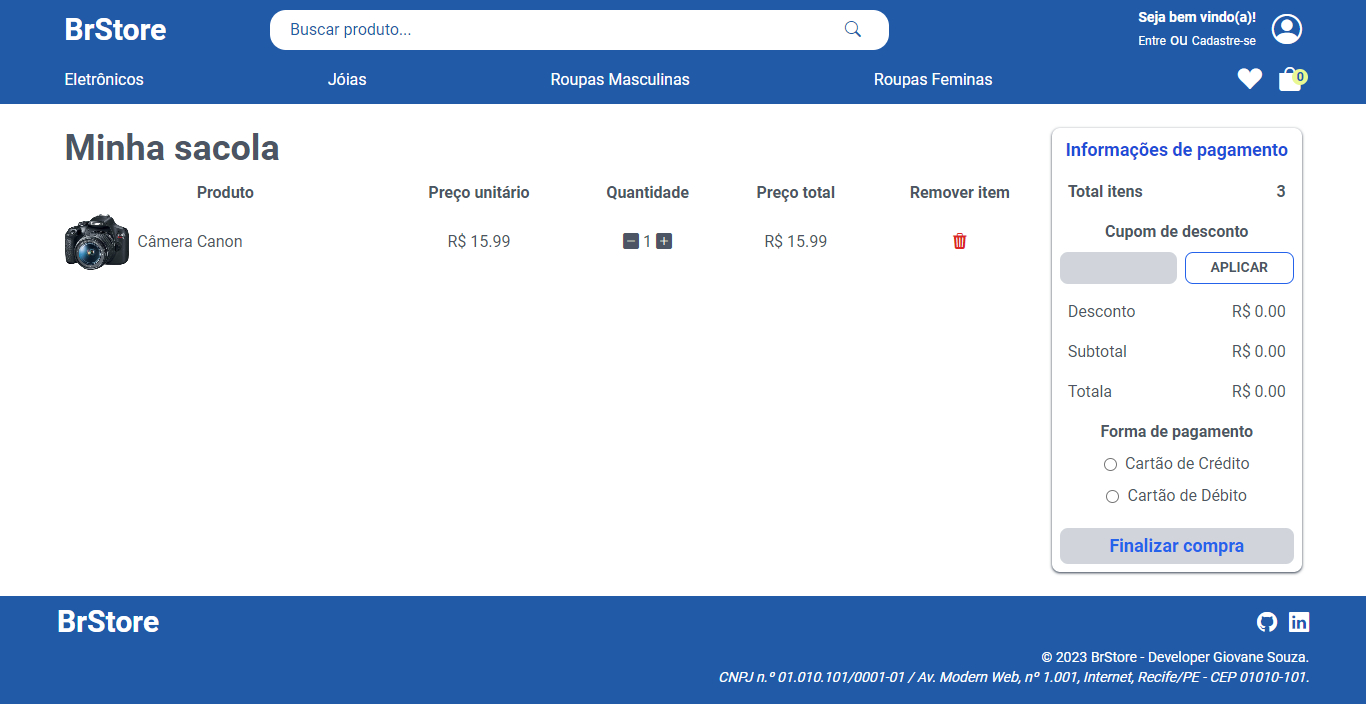 BrStore
Buscar produto...
Seja bem vindo(a)!
Entre OU Cadastre-se
Eletrônicos Jóias Roupas Masculinas Roupas Feminas
0
Minha sacola
Produto Preço unitário Quantidade Preço total Remover item
Câmera Canon R$ 15.99 1 R$ 15.99
Informações de pagamento
Total itens 3
Cupom de desconto
APLICAR
Desconto R$ 0.00
Subtotal R$ 0.00
Totala R$ 0.00
Forma de pagamento
Cartão de Crédito
Cartão de Débito
Finalizar compra
BrStore
© 2023 BrStore - Developer Giovane Souza.
CNPJ n.º 01.010.101/0001-01 / Av. Modern Web, nº 1.001, Internet, Recife/PE - CEP 01010-101.